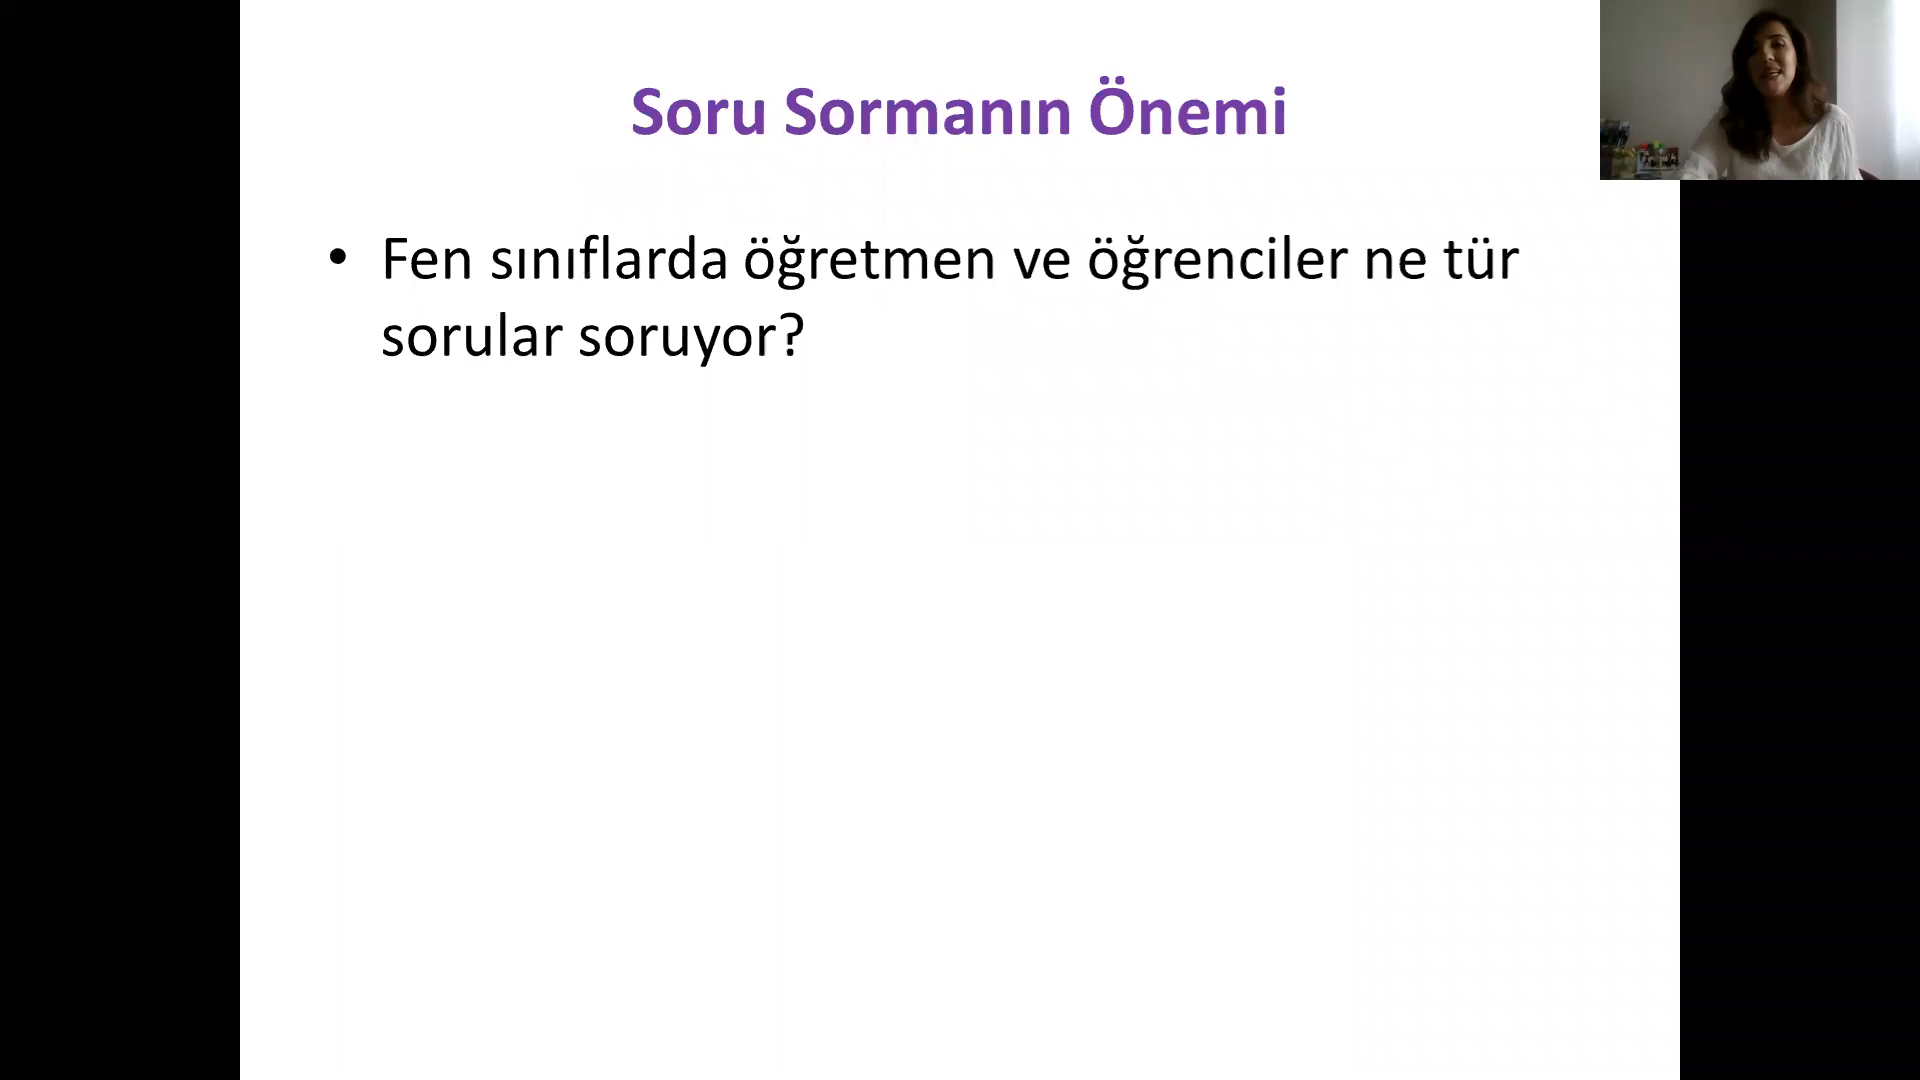 Soru Sormanın Önemi
• Fen sınıflarda öğretmen ve öğrenciler ne tür
sorular soruyor?